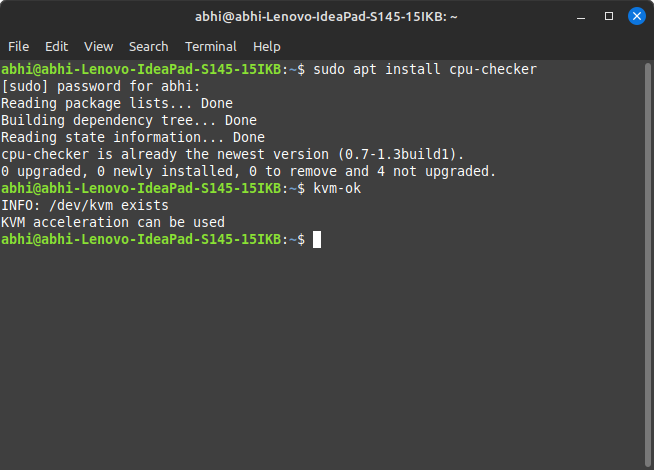 abhi@abhi-Lenovo-IdeaPad-S145-15IKB: ~
File Edit View Search Terminal Help
abhi@abhi-Lenovo-IdeaPad-S145-15IKB:~$ sudo apt install cpu-checker
[sudo] password for abhi:
Reading package lists... Done
Building dependency tree... Done
Reading state information... Done
cpu-checker is already the newest version (0.7-1.3build1).
0 upgraded, 0 newly installed, 0 to remove and 4 not upgraded.
abhi@abhi-Lenovo-IdeaPad-S145-15IKB:~$ kvm-ok
INFO: /dev/kvm exists
KVM acceleration can be used
abhi@abhi-Lenovo-IdeaPad-S145-15IKB:~$